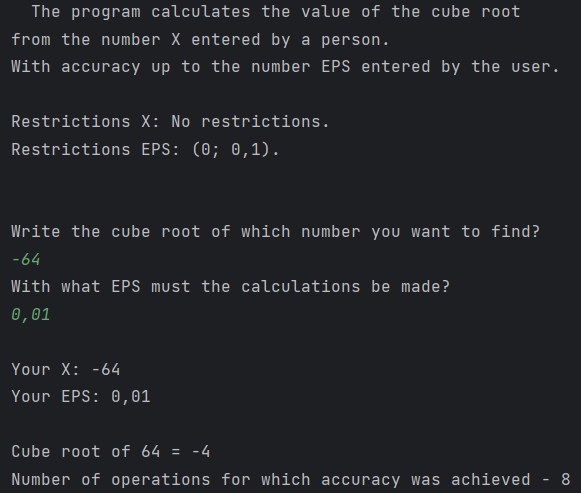 The program calculates the value of the cube root
from the number X entered by a person.
With accuracy up to the number EPS entered by the user.
Restrictions X: No restrictions.
Restrictions EPS: (0; 0,1).
Write the cube root of which number you want to find?
-64
With what EPS must the calculations be made?
0,01
Your X: -64
Your EPS: 0,01
Cube root of 64 = -4
Number of operations for which accuracy was achieved - 8